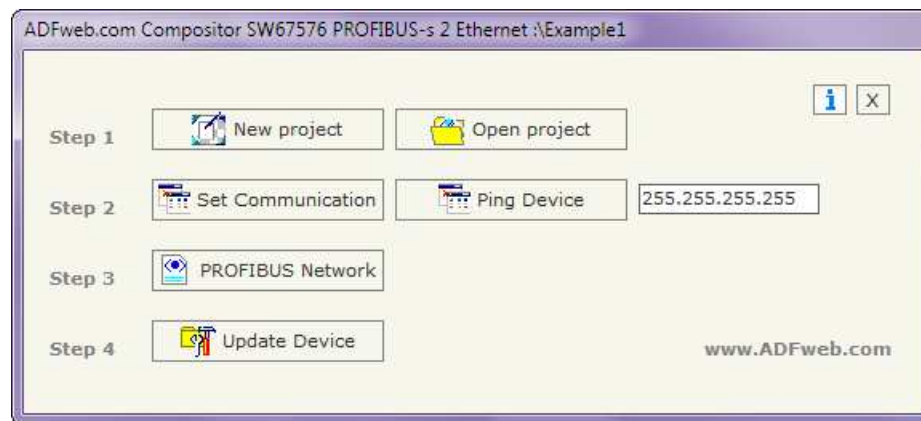 ADFweb.com Compositor SW67576 PROFIBUS-s 2 Ethernet :\Example1
i X
Step 1 New project Open project
Step 2 Set Communication Ping Device 255.255.255.255
Step 3 PROFIBUS Network
Step 4 Update Device www.ADFweb.com